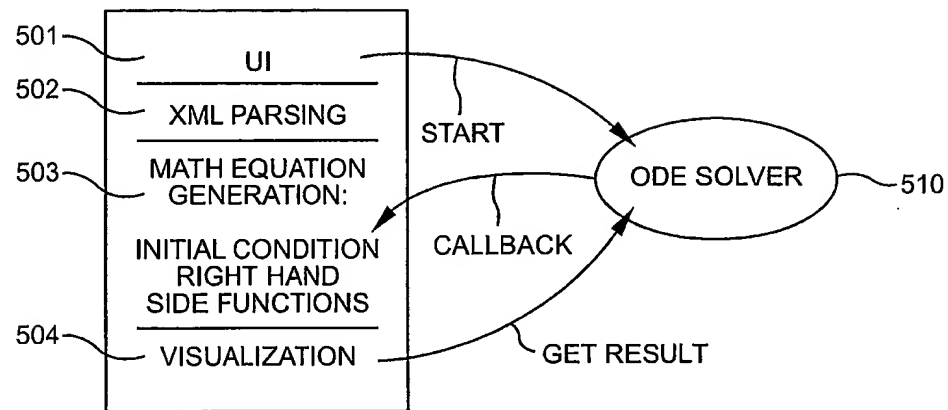 501
UI
502
XML PARSING
START
503
MATH EQUATION
GENERATION:
ODE SOLVER
510
INITIAL CONDITION
RIGHT HAND
SIDE FUNCTIONS
CALLBACK
504
VISUALIZATION
GET RESULT